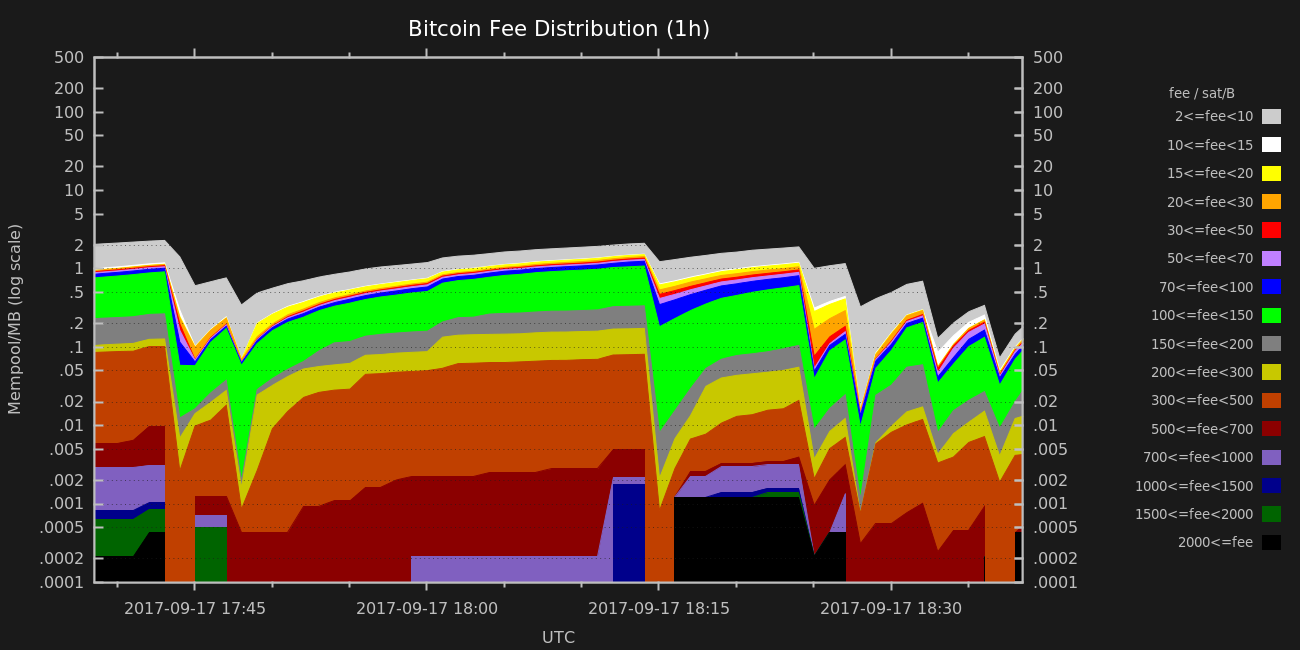 Bitcoin Fee Distribution (1h)
Mempool/MB (log scale)
500
200
100
50
20
10
5
2
1
.5
.2
.1
.05
.02
.01
.005
.002
.001
.0005
.0002
.0001
500
200
100
50
20
10
5
2
1
.5
.2
.1
.05
.02
.01
.005
.002
.001
.0005
.0002
.0001
2017-09-17 17:45
2017-09-17 18:00
2017-09-17 18:15
2017-09-17 18:30
UTC
fee / sat/B
2<=fee<10
10<=fee<15
15<=fee<20
20<=fee<30
30<=fee<50
50<=fee<70
70<=fee<100
100<=fee<150
150<=fee<200
200<=fee<300
300<=fee<500
500<=fee<700
700<=fee<1000
1000<=fee<1500
1500<=fee<2000
2000<=fee